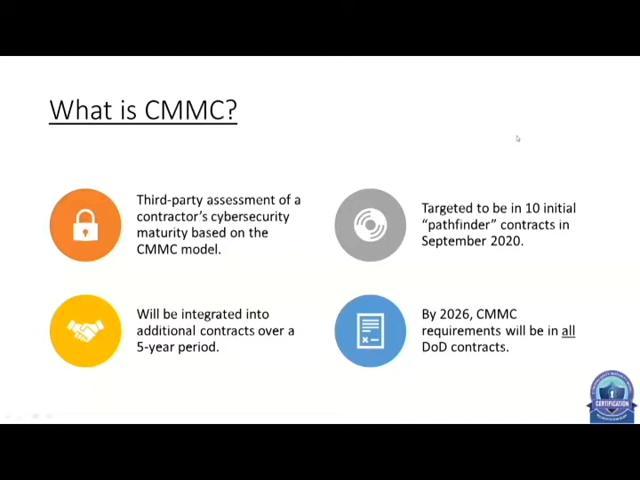 What is CMMC?
Third-party assessment of a
contractor's cybersecurity
maturity based on the
CMMC model.
Targeted to be in 10 initial
"pathfinder" contracts in
September 2020.
Will be integrated into
additional contracts over a
5-year period.
By 2026, CMMC
requirements will be in all
DoD contracts.
CERTIFICATION